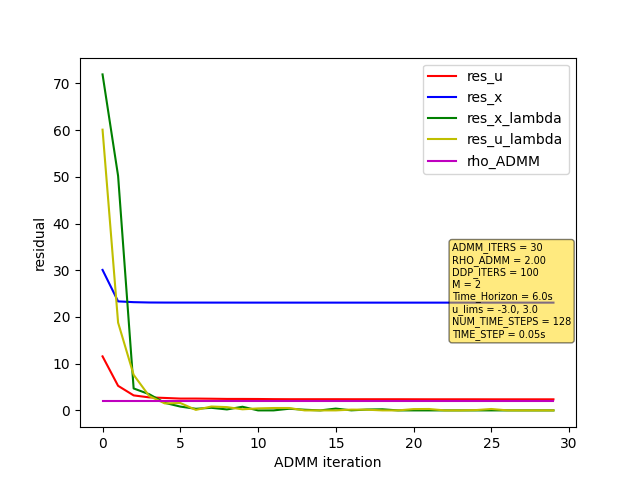 res_u
res_x
res_x_lambda
res_u_lambda
rho_ADMM
ADMM_ITERS = 30
RHO_ADMM = 2.00
DDP_ITERS = 100
M = 2
Time_Horizon = 6.0s
u_lims = -3.0, 3.0
NUM_TIME_STEPS = 128
TIME_STEP = 0.05s
residual
70
60
50
40
30
20
10
0
0 5 10 15 20 25 30
ADMM iteration